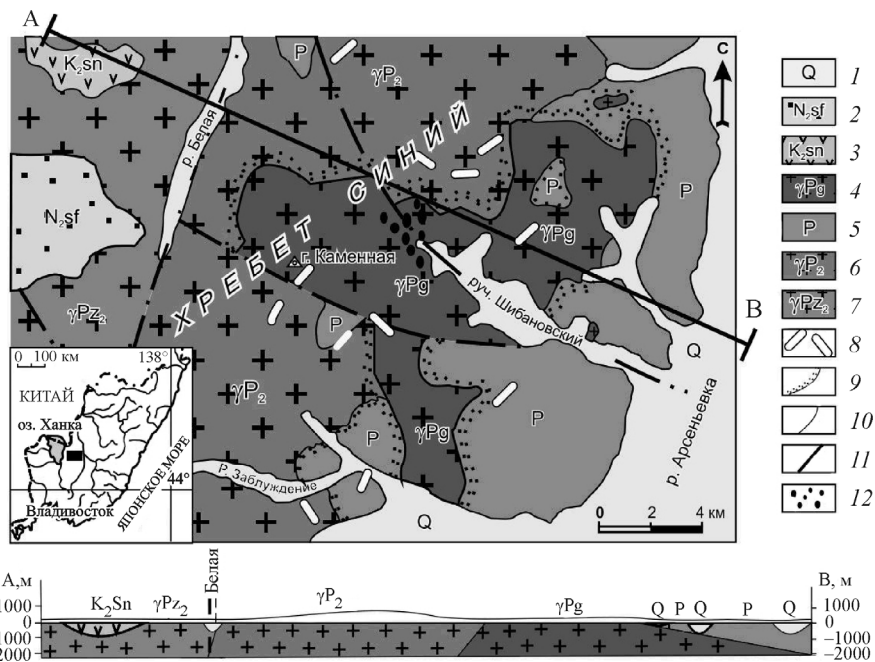 А
С
K₂sn
P
γP₂
р. Белая
ХРЕБЕТ СИНИЙ
P
P
N₂sf
γPg
г. Каменная
γPg
руч. Шибановский
γPz₂
P
В
Q
γP₂
P
P
γPg
р. Арсеньевка
Р. Заблуждение
Q
0 2 4 км
0 100 км 138°
КИТАЙ
оз. Ханка
44°
Владивосток
ЯПОНСКОЕ МОРЕ
Q 1
N₂sf 2
K₂sn 3
γPg 4
P 5
γP₂ 6
γPz₂ 7
8
9
10
11
12
А,м Белая В, м
K₂Sn γPz₂ γP₂ γPg Q P Q P Q
1000 1000
0 0
-1000 –1000
2000 –2000